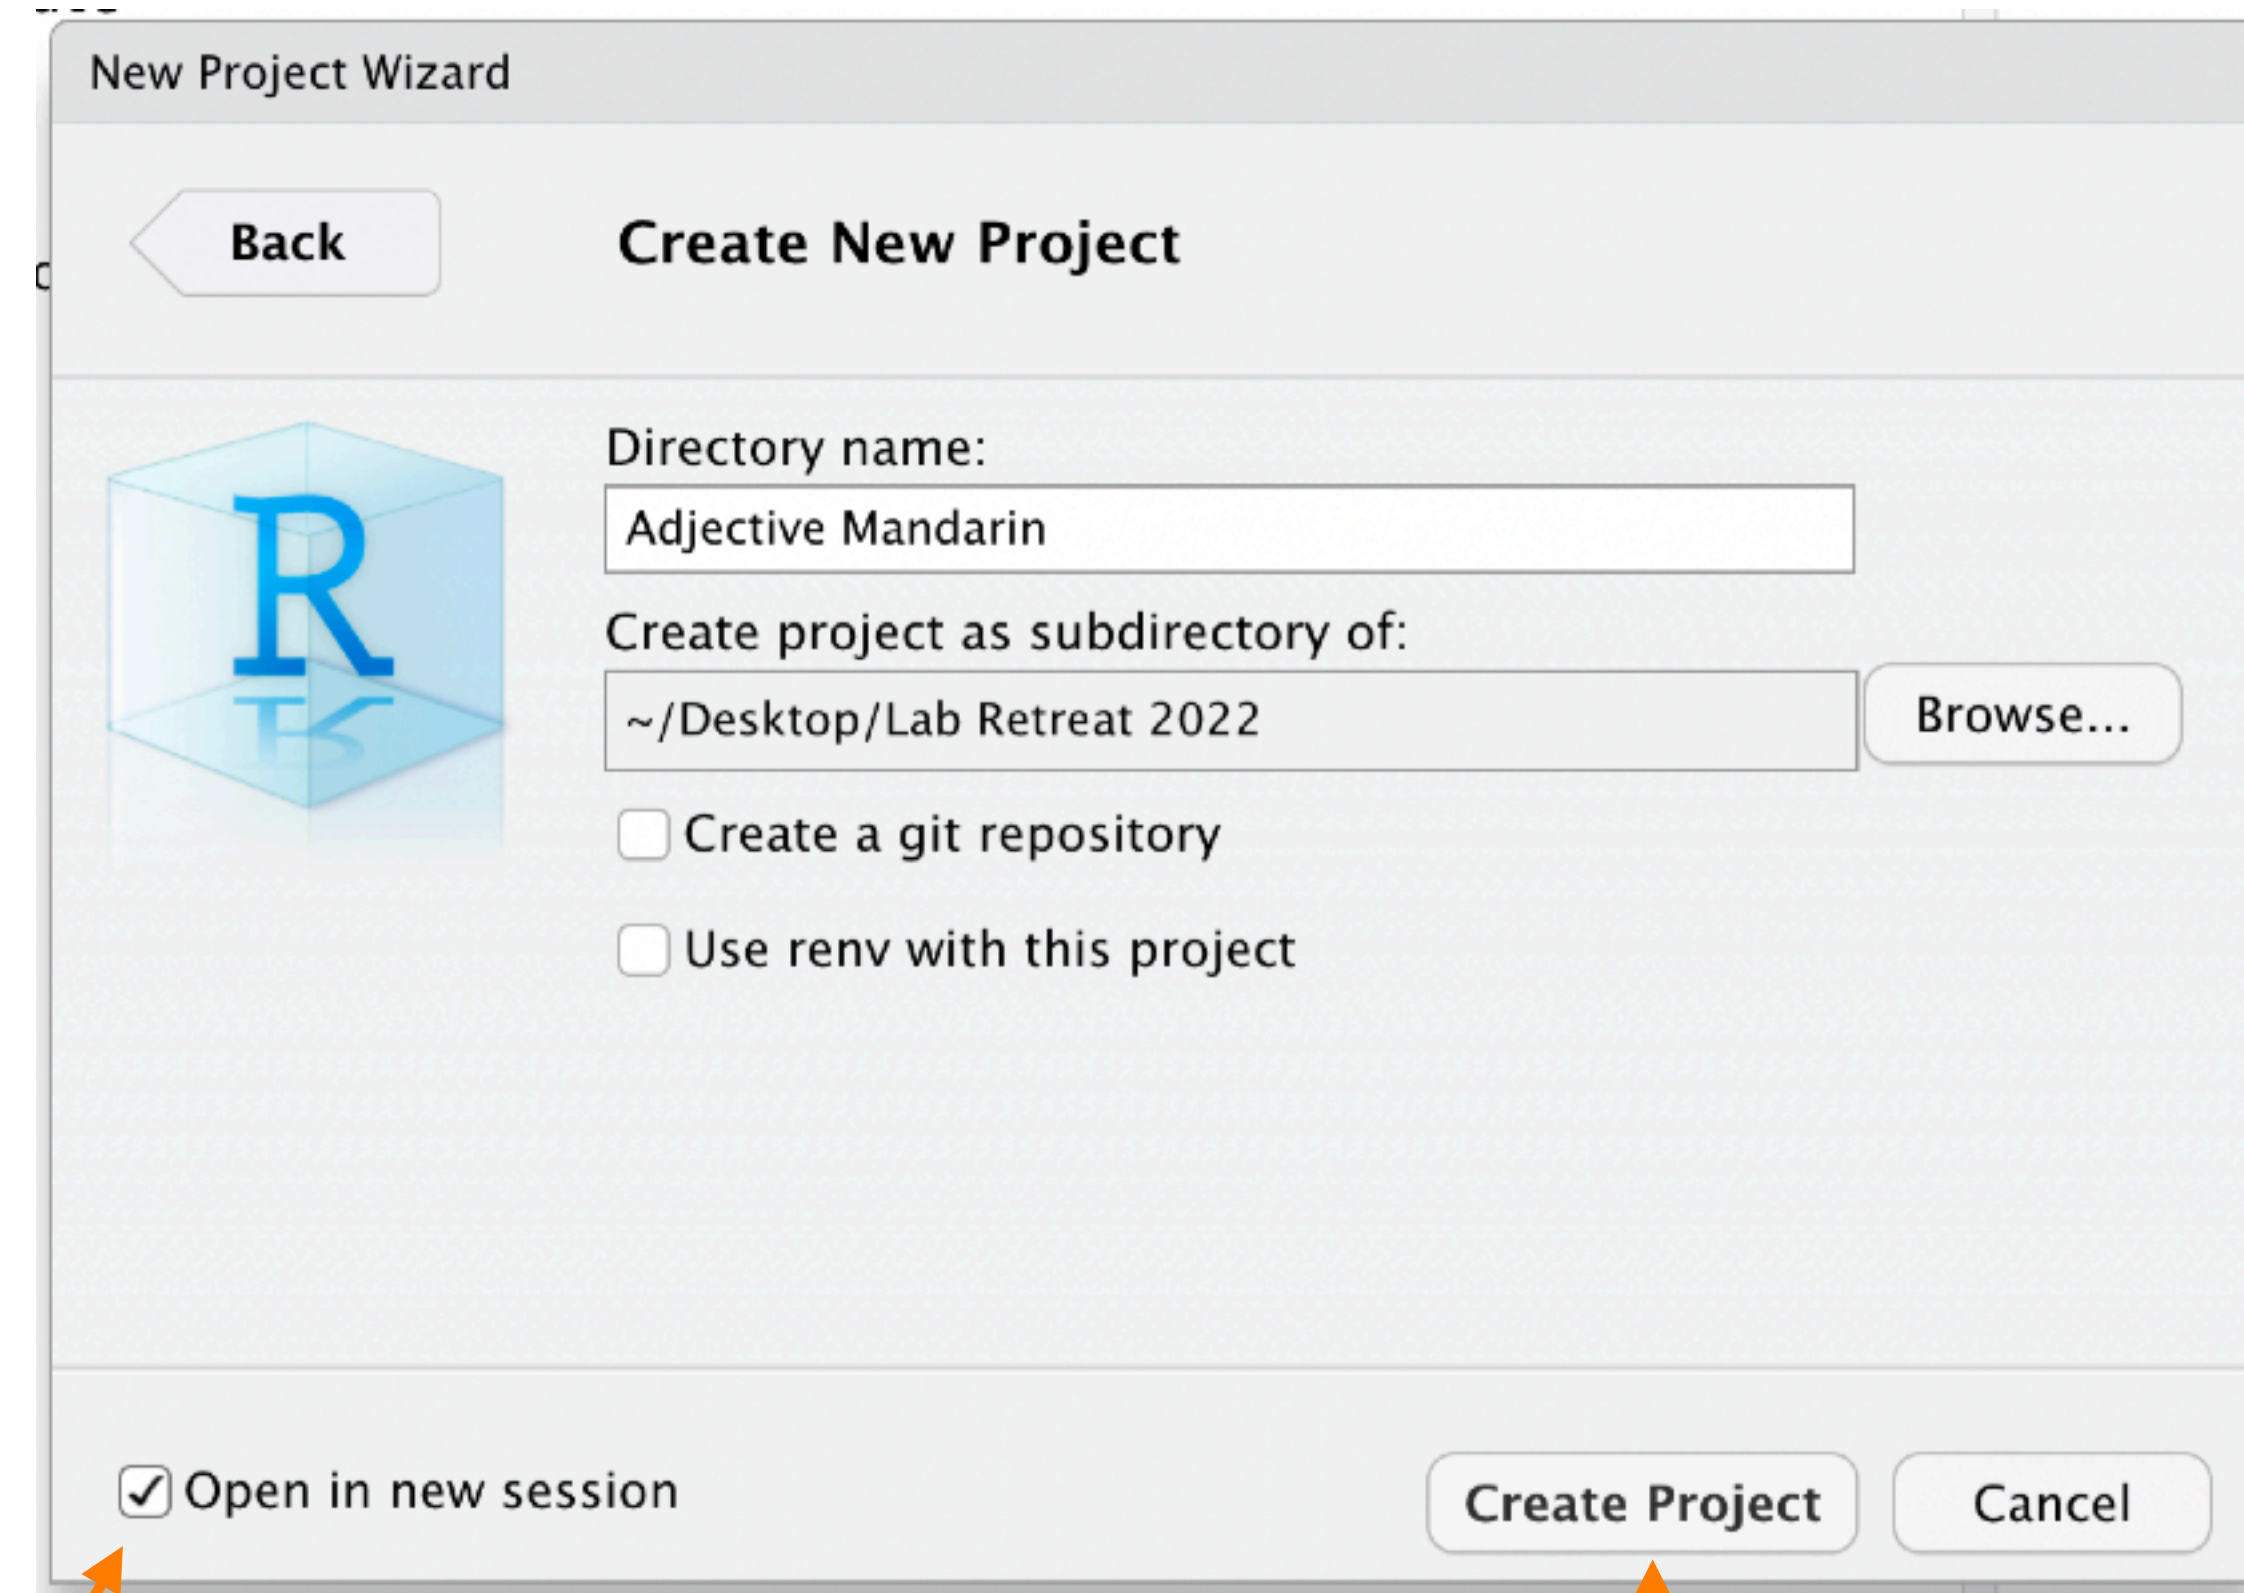 New Project Wizard
Back
Create New Project
R
Directory name:
Adjective Mandarin
Create project as subdirectory of:
~/Desktop/Lab Retreat 2022
Browse...
Create a git repository
Use renv with this project
Open in new session
Create Project
Cancel